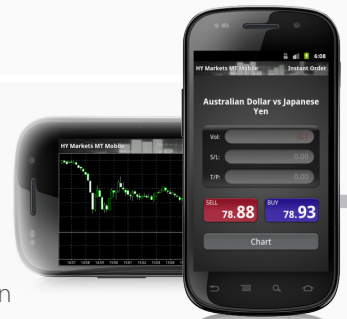 6:08
HY Markets MT Mobile Instant Order
Australian Dollar vs Japanese
Yen
Vol:
S/L: 0.00
T/P: 0.00
SELL BUY
78.88 78.93
Chart
HY Markets MT Mobile
n